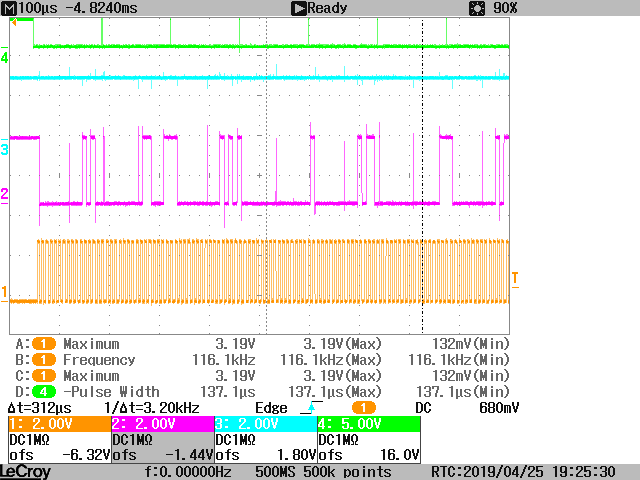 M 100µs -4.8240ms Ready 90%
4
3
2
1
T
A: 1 Maximum 3.19V 3.19V(Max) 132mV(Min)
B: 1 Frequency 116.1kHz 116.1kHz(Max) 116.1kHz(Min)
C: 1 Maximum 3.19V 3.19V(Max) 132mV(Min)
D: 4 -Pulse Width 137.1µs 137.1µs(Max) 137.1µs(Min)
Δt=312µs 1/Δt=3.20kHz Edge 1 DC 680mV
1: 2.00V 2: 2.00V 3: 2.00V 4: 5.00V
DC1MΩ DC1MΩ DC1MΩ DC1MΩ
ofs -6.32V ofs -1.44V ofs 1.80V ofs 16.0V
LeCroy f:0.00000Hz 500MS 500k points RTC:2019/04/25 19:25:30